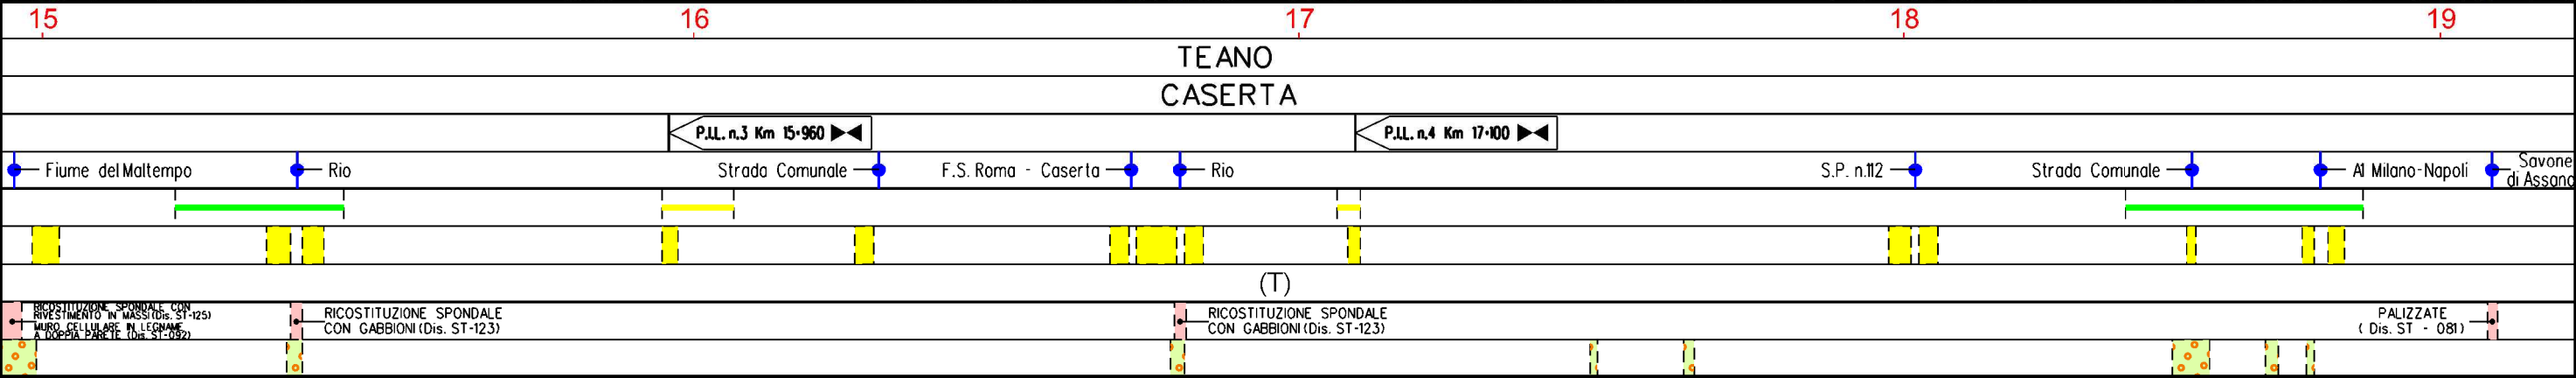 15 16 17 18 19
TEANO
CASERTA
P.I.L. n.3 Km 15+960 P.I.L. n.4 Km 17+100
Fiume del Maltempo Rio Strada Comunale F.S. Roma - Caserta Rio S.P. n.112 Strada Comunale A1 Milano-Napoli Savone
di Assano
(T)
RICOSTITUZIONE SPONDALE CON
RIVESTIMENTO IN MASSI (Dis. ST-125)
MURO CELLULARE IN LEGNAME
A DOPPIA PARETE (Dis. ST-092)
RICOSTITUZIONE SPONDALE
CON GABBIONI (Dis. ST-123)
RICOSTITUZIONE SPONDALE
CON GABBIONI (Dis. ST-123)
PALIZZATE
( Dis. ST - 081)